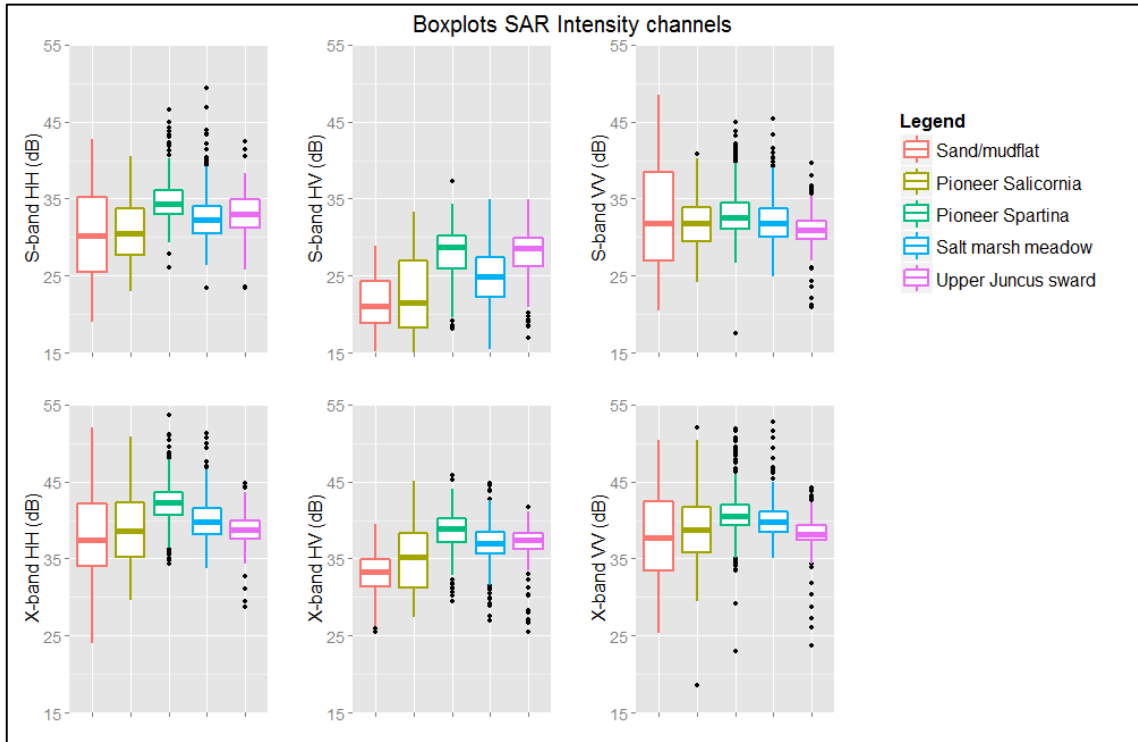 Boxplots SAR Intensity channels
55
45
35
25
15
S-band HH (dB)
55
45
35
25
15
S-band HV (dB)
55
45
35
25
15
S-band VV (dB)
Legend
Sand/mudflat
Pioneer Salicornia
Pioneer Spartina
Salt marsh meadow
Upper Juncus sward
55
45
35
25
15
X-band HH (dB)
55
45
35
25
15
X-band HV (dB)
55
45
35
25
15
X-band VV (dB)